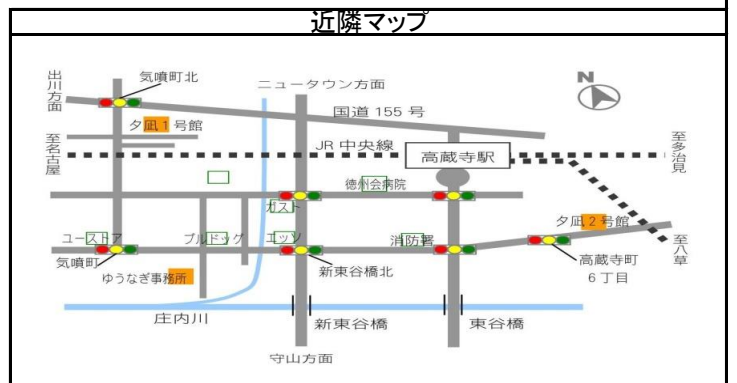 近隣マップ
出川方面
気噴町北
ニュータウン方面
N
国道 155 号
夕凪 1 号館
至名古屋
JR 中央線
高蔵寺駅
至多治見
徳州会病院
ガスト
夕凪 2 号館
ユーストア
ブルドッグ
エッソ
消防署
至八草
気噴町
新東谷橋北
高蔵寺町
6 丁目
ゆうなぎ事務所
庄内川
新東谷橋
東谷橋
守山方面